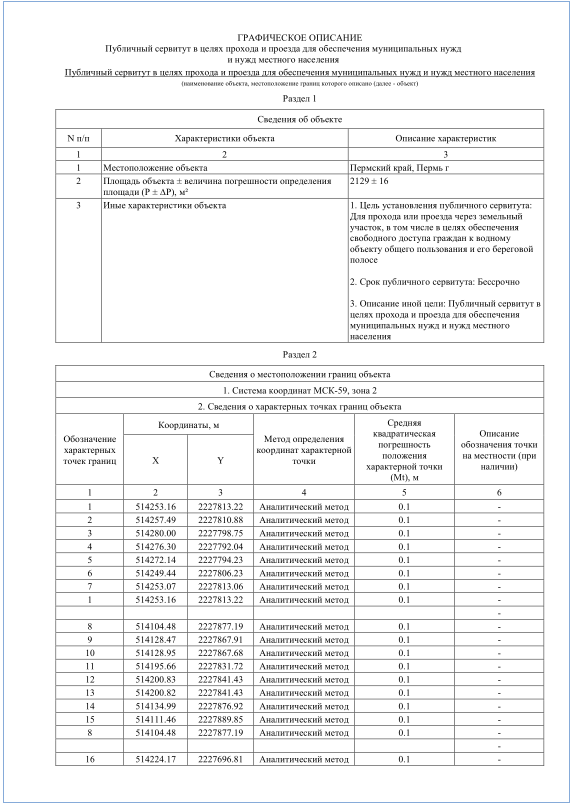 ГРАФИЧЕСКОЕ ОПИСАНИЕ
Публичный сервитут в целях прохода и проезда для обеспечения муниципальных нужд
и нужд местного населения
Публичный сервитут в целях прохода и проезда для обеспечения муниципальных нужд и нужд местного населения
(наименование объекта, местоположение границ которого описано (далее - объект)
Раздел 1
Сведения об объекте
N п/п Характеристики объекта Описание характеристик
1 2 3
1 Местоположение объекта Пермский край, Пермь г
2 Площадь объекта ± величина погрешности определения 2129 ± 16
площади (P ± ΔP), м²
3 Иные характеристики объекта 1. Цель установления публичного сервитута:
Для прохода или проезда через земельный
участок, в том числе в целях обеспечения
свободного доступа граждан к водному
объекту общего пользования и его береговой
полосе
2. Срок публичного сервитута: Бессрочно
3. Описание иной цели: Публичный сервитут в
целях прохода и проезда для обеспечения
муниципальных нужд и нужд местного
населения
Раздел 2
Сведения о местоположении границ объекта
1. Система координат МСК-59, зона 2
2. Сведения о характерных точках границ объекта
Обозначение
характерных
точек границ
Координаты, м
X Y
Метод определения
координат характерной
точки
Средняя
квадратическая
погрешность
положения
характерной точки
(Mt), м
Описание
обозначения точки
на местности (при
наличии)
1 2 3 4 5 6
1 514253.16 2227813.22 Аналитический метод 0.1 -
2 514257.49 2227810.88 Аналитический метод 0.1 -
3 514280.00 2227798.75 Аналитический метод 0.1 -
4 514276.30 2227792.04 Аналитический метод 0.1 -
5 514272.14 2227794.23 Аналитический метод 0.1 -
6 514249.44 2227806.23 Аналитический метод 0.1 -
7 514253.07 2227813.06 Аналитический метод 0.1 -
1 514253.16 2227813.22 Аналитический метод 0.1 -
-
8 514104.48 2227877.19 Аналитический метод 0.1 -
9 514128.47 2227867.91 Аналитический метод 0.1 -
10 514128.95 2227867.68 Аналитический метод 0.1 -
11 514195.66 2227831.72 Аналитический метод 0.1 -
12 514200.83 2227841.43 Аналитический метод 0.1 -
13 514200.82 2227841.43 Аналитический метод 0.1 -
14 514134.99 2227876.92 Аналитический метод 0.1 -
15 514111.46 2227889.85 Аналитический метод 0.1 -
8 514104.48 2227877.19 Аналитический метод 0.1 -
-
16 514224.17 2227696.81 Аналитический метод 0.1 -